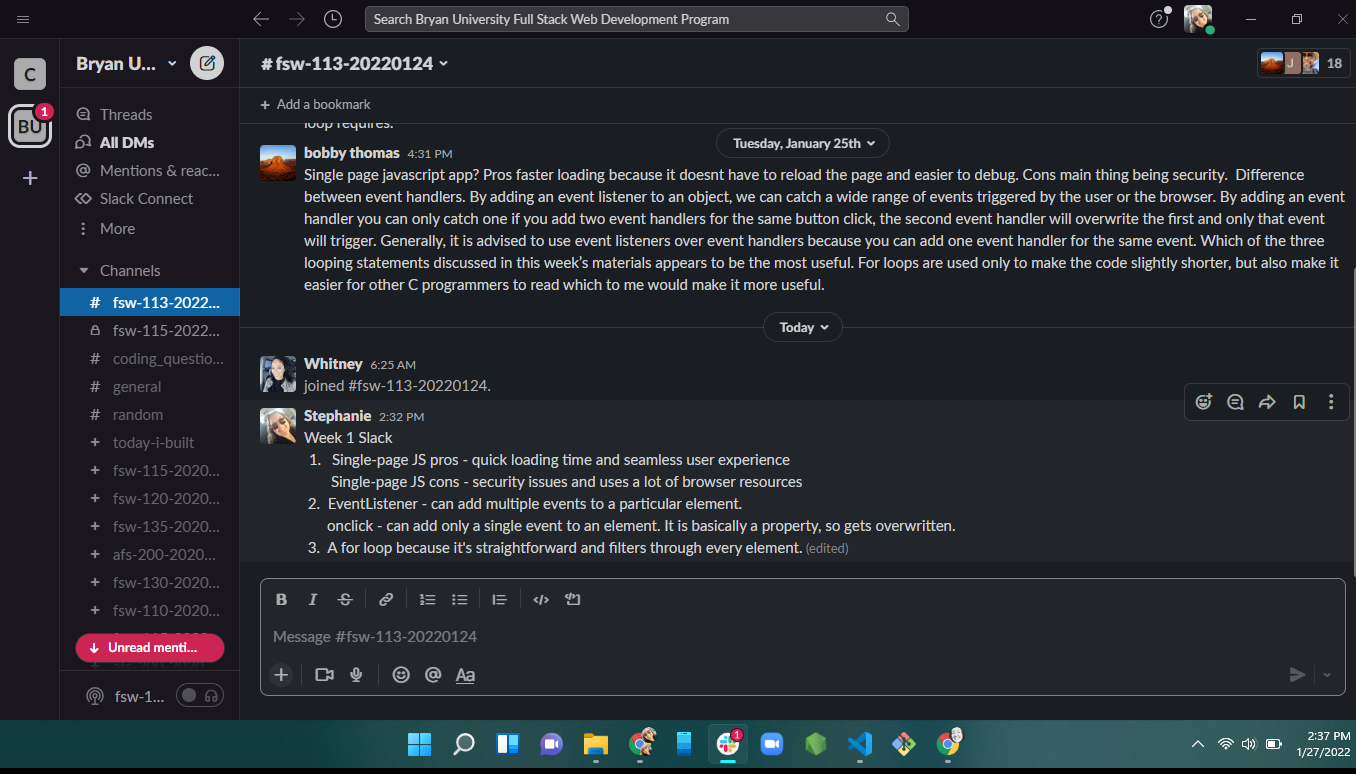 Search Bryan University Full Stack Web Development Program
C
Bryan U...
#fsw-113-20220124
J
18
BU
1
+ Add a bookmark
Threads
All DMs
Mentions & reac...
Slack Connect
More
Channels
# fsw-113-2022...
fsw-115-2022...
# coding_questio...
# general
# random
+ today-i-built
+ fsw-115-2020...
+ fsw-120-2020...
+ fsw-135-2020...
+ afs-200-2020...
+ fsw-130-2020...
+ fsw-110-2020...
Unread menti...
fsw-1...
loop requires.
Tuesday, January 25th
bobby thomas 4:31 PM
Single page javascript app? Pros faster loading because it doesnt have to reload the page and easier to debug. Cons main thing being security. Difference
between event handlers. By adding an event listener to an object, we can catch a wide range of events triggered by the user or the browser. By adding an event
handler you can only catch one if you add two event handlers for the same button click, the second event handler will overwrite the first and only that event
will trigger. Generally, it is advised to use event listeners over event handlers because you can add one event handler for the same event. Which of the three
looping statements discussed in this week’s materials appears to be the most useful. For loops are used only to make the code slightly shorter, but also make it
easier for other C programmers to read which to me would make it more useful.
Today
Whitney 6:25 AM
joined #fsw-113-20220124.
Stephanie 2:32 PM
Week 1 Slack
1. Single-page JS pros - quick loading time and seamless user experience
Single-page JS cons - security issues and uses a lot of browser resources
2. EventListener - can add multiple events to a particular element.
onclick - can add only a single event to an element. It is basically a property, so gets overwritten.
3. A for loop because it's straightforward and filters through every element. (edited)
B I S
Message #fsw-113-20220124
+ @ Aa
1
2:37 PM
1/27/2022